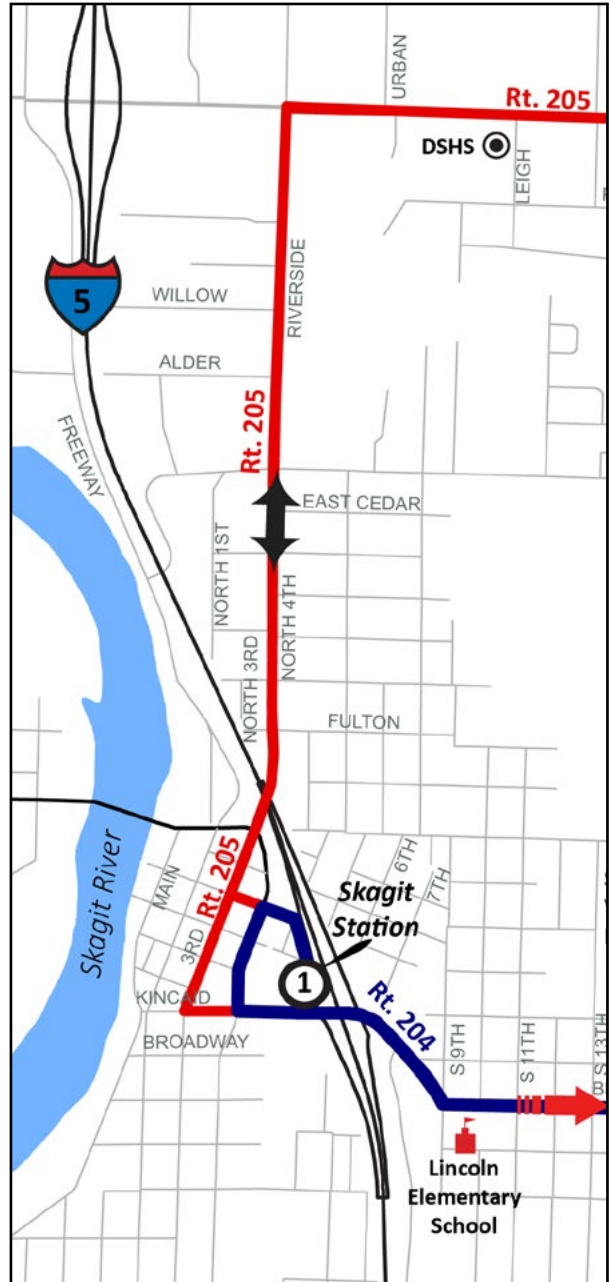 URBAN
Rt. 205
DSHS
LEIGH
RIVERSIDE
5
WILLOW
ALDER
Rt. 205
FREEWAY
EAST CEDAR
NORTH 1ST
NORTH 4TH
NORTH 3RD
FULTON
Skagit River
MAIN
Rt. 205
6TH
7TH
Skagit
Station
3RD
1
KINCAID
Rt. 204
BROADWAY
S 9TH
S 11TH
S 13TH
Lincoln
Elementary
School